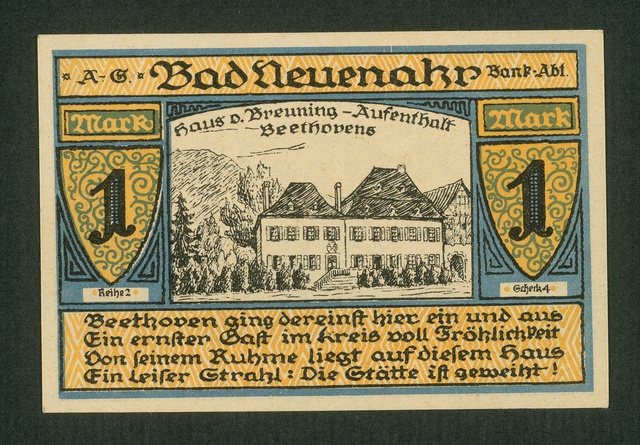 A-G. Bad Neuenahr Bank-Abt.
Mark
Mark
Haus v. Breuning-Aufenthalt
Beethovens
1
1
Reihe 2
Scheck 4
Beethoven ging dereinst hier ein und aus
Ein ernster Gast im Kreis voll Fröhlichkeit
Von seinem Ruhme liegt auf diesem Haus
Ein leiser Strahl: Die Stätte ist geweiht!